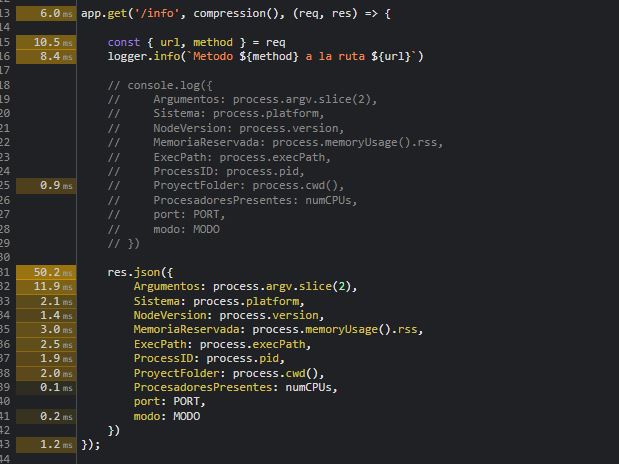 13 6.0 ms app.get('/info', compression(), (req, res) => {
14
15 10.5 ms const { url, method } = req
16 8.4 ms logger.info(`Metodo ${method} a la ruta ${url}`)
17
18 // console.log({
19 // Argumentos: process.argv.slice(2),
20 // Sistema: process.platform,
21 // NodeVersion: process.version,
22 // MemoriaReservada: process.memoryUsage().rss,
23 // ExecPath: process.execPath,
24 // ProcessID: process.pid,
25 0.9 ms // ProyectFolder: process.cwd(),
26 // ProcesadoresPresentes: numCPUs,
27 // port: PORT,
28 // modo: MODO
29 // })
30
31 50.2 ms res.json({
32 11.9 ms Argumentos: process.argv.slice(2),
33 2.1 ms Sistema: process.platform,
34 1.4 ms NodeVersion: process.version,
35 3.0 ms MemoriaReservada: process.memoryUsage().rss,
36 2.5 ms ExecPath: process.execPath,
37 1.9 ms ProcessID: process.pid,
38 2.0 ms ProyectFolder: process.cwd(),
39 0.1 ms ProcesadoresPresentes: numCPUs,
40 port: PORT,
41 0.2 ms modo: MODO
42 })
43 1.2 ms });
44